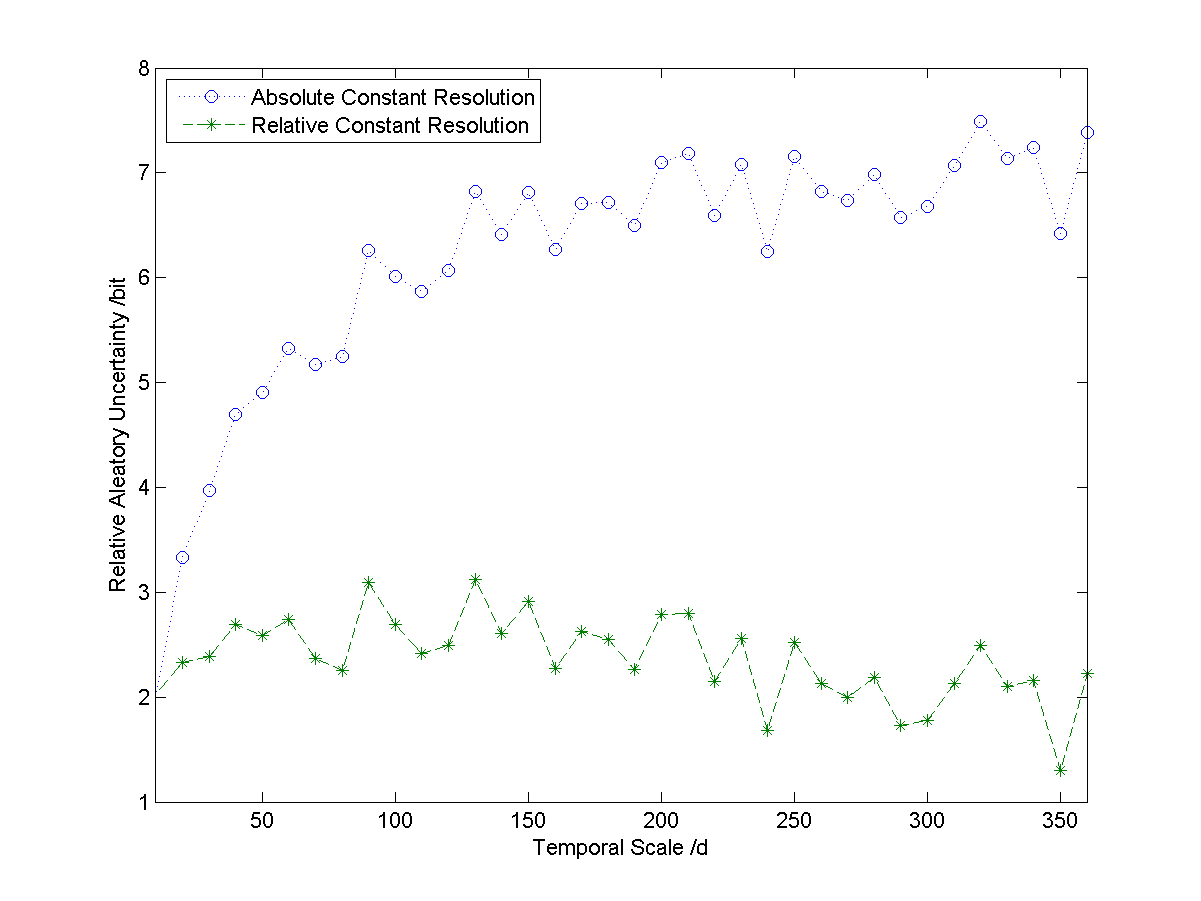 8
7
6
5
4
3
2
1
Relative Aleatory Uncertainty /bit
Absolute Constant Resolution
Relative Constant Resolution
50 100 150 200 250 300 350
Temporal Scale /d